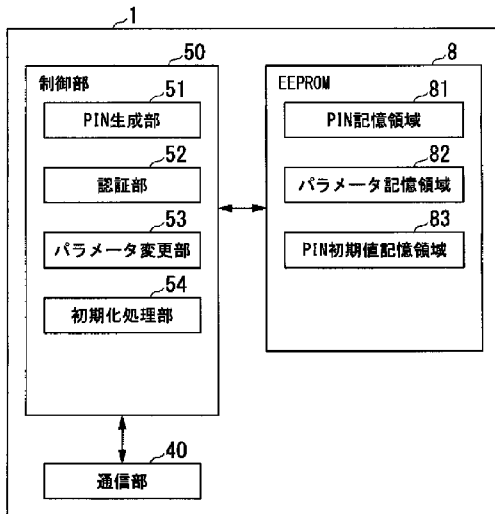 1
50
制御部
51
PIN生成部
52
認証部
53
パラメータ変更部
54
初期化処理部
8
EEPROM
81
PIN記憶領域
82
パラメータ記憶領域
83
PIN初期値記憶領域
40
通信部